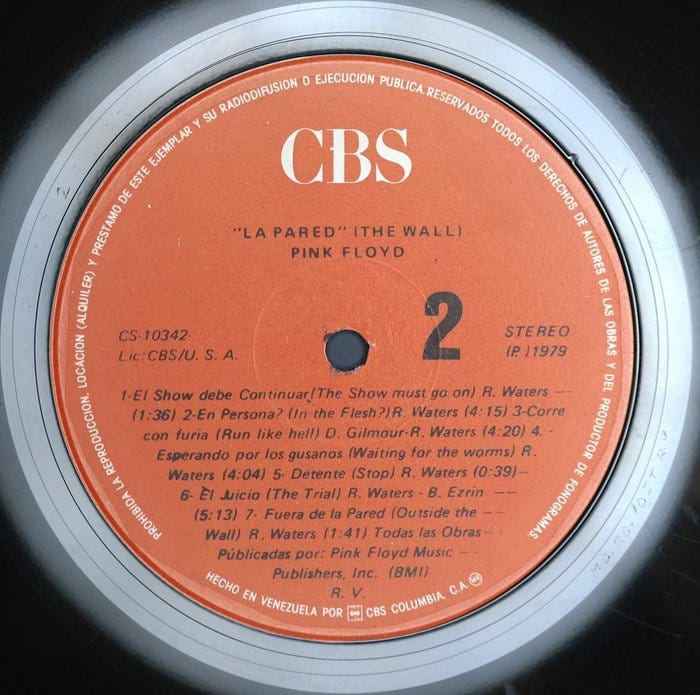 PROHIBIDA LA REPRODUCCION, LOCACION (ALQUILER) Y PRESTAMO DE ESTE EJEMPLAR Y SU RADIODIFUSION O EJECUCION PUBLICA. RESERVADOS TODOS LOS DERECHOS DE AUTORES DE LAS OBRAS Y DEL PRODUCTOR DE FONOGRAMAS
CBS
"LA PARED" (THE WALL)
PINK FLOYD
2
CS-10342-
Lic:CBS/U. S. A.
STEREO
(P.) 1979
1-El Show debe Continuar(The Show must go on) R. Waters --
(1:36) 2-En Persona? (In the Flesh?)R. Waters (4:15) 3-Corre
con furia (Run like hell) D. Gilmour-R. Waters (4:20) 4. -
Esperando por los gusanos (Waiting for the worms) R.
Waters (4:04) 5- Detente (Stop) R. Waters (0:39)-
6- El Juicio (The Trial) R. Waters - B. Ezrin --
(5:13) 7- Fuera de la Pared (Outside the --
Wall) R. Waters (1:41) Todas las Obras-
Públicadas por: Pink Floyd Music --
Publishers, Inc. (BMI)
R. V.
HECHO EN VENEZUELA POR CBS COLUMBIA, C.A. MR